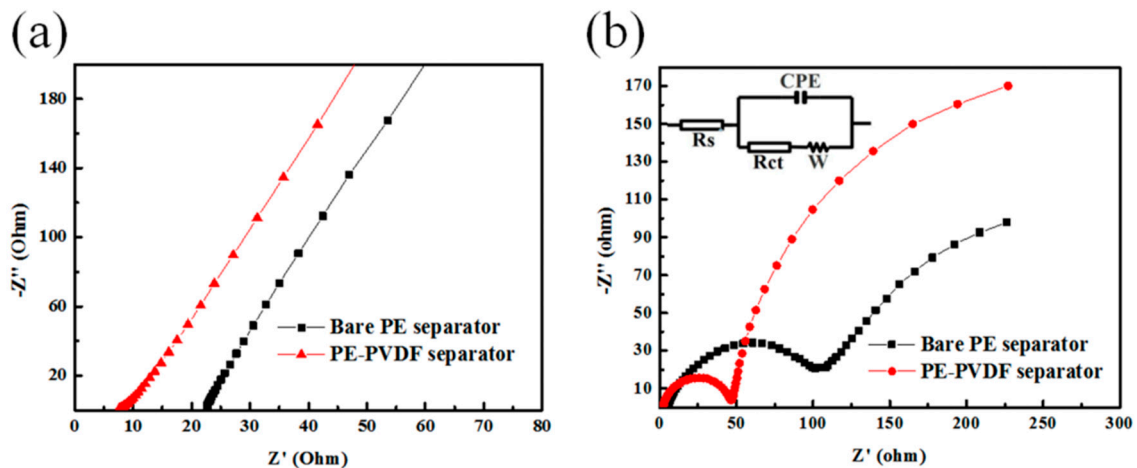 (a)
-Z'' (Ohm)
180
140
100
60
20
0 10 20 30 40 50 60 70 80
Z' (Ohm)
Bare PE separator
PE-PVDF separator
(b)
-Z'' (ohm)
170
150
130
110
90
70
50
30
10
0 50 100 150 200 250 300
Z' (ohm)
CPE
Rs
Rct W
Bare PE separator
PE-PVDF separator